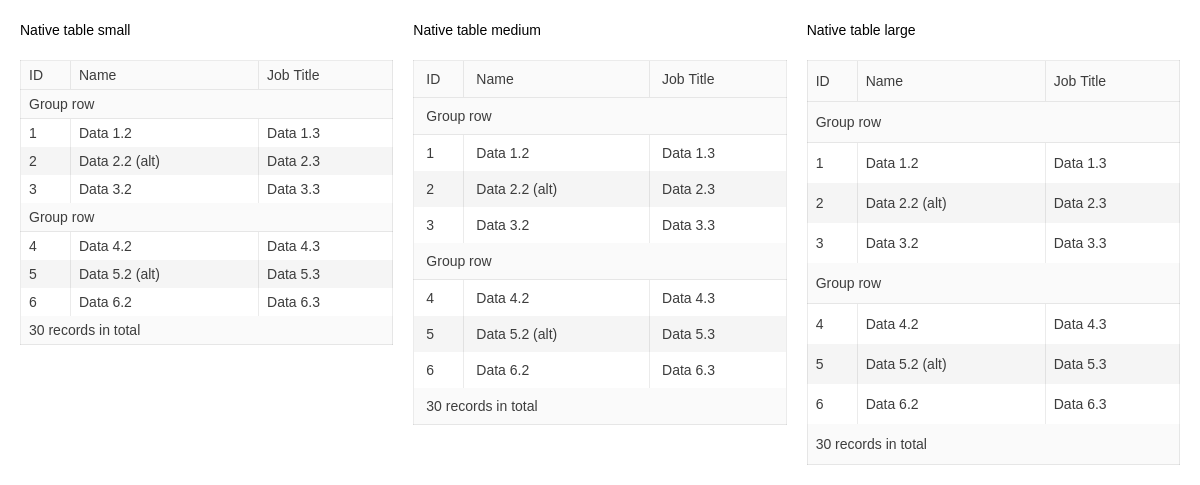 Native table small
ID Name Job Title
Group row
1 Data 1.2 Data 1.3
2 Data 2.2 (alt) Data 2.3
3 Data 3.2 Data 3.3
Group row
4 Data 4.2 Data 4.3
5 Data 5.2 (alt) Data 5.3
6 Data 6.2 Data 6.3
30 records in total
Native table medium
ID Name Job Title
Group row
1 Data 1.2 Data 1.3
2 Data 2.2 (alt) Data 2.3
3 Data 3.2 Data 3.3
Group row
4 Data 4.2 Data 4.3
5 Data 5.2 (alt) Data 5.3
6 Data 6.2 Data 6.3
30 records in total
Native table large
ID Name Job Title
Group row
1 Data 1.2 Data 1.3
2 Data 2.2 (alt) Data 2.3
3 Data 3.2 Data 3.3
Group row
4 Data 4.2 Data 4.3
5 Data 5.2 (alt) Data 5.3
6 Data 6.2 Data 6.3
30 records in total